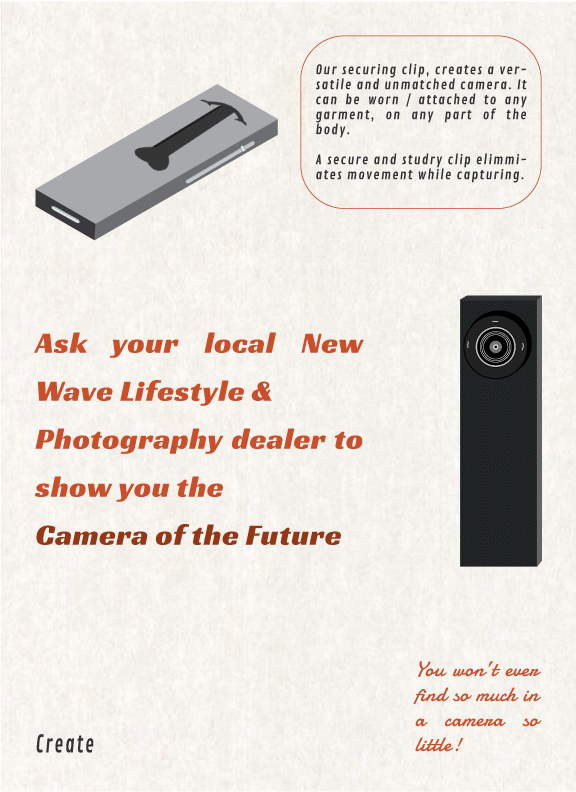 Our securing clip, creates a ver-
satile and unmatched camera. It
can be worn / attached to any
garment, on any part of the
body.
A secure and studry clip elimmi-
ates movement while capturing.
Ask your local New
Wave Lifestyle &
Photography dealer to
show you the
Camera of the Future
You won't ever
find so much in
a camera so
little!
Create